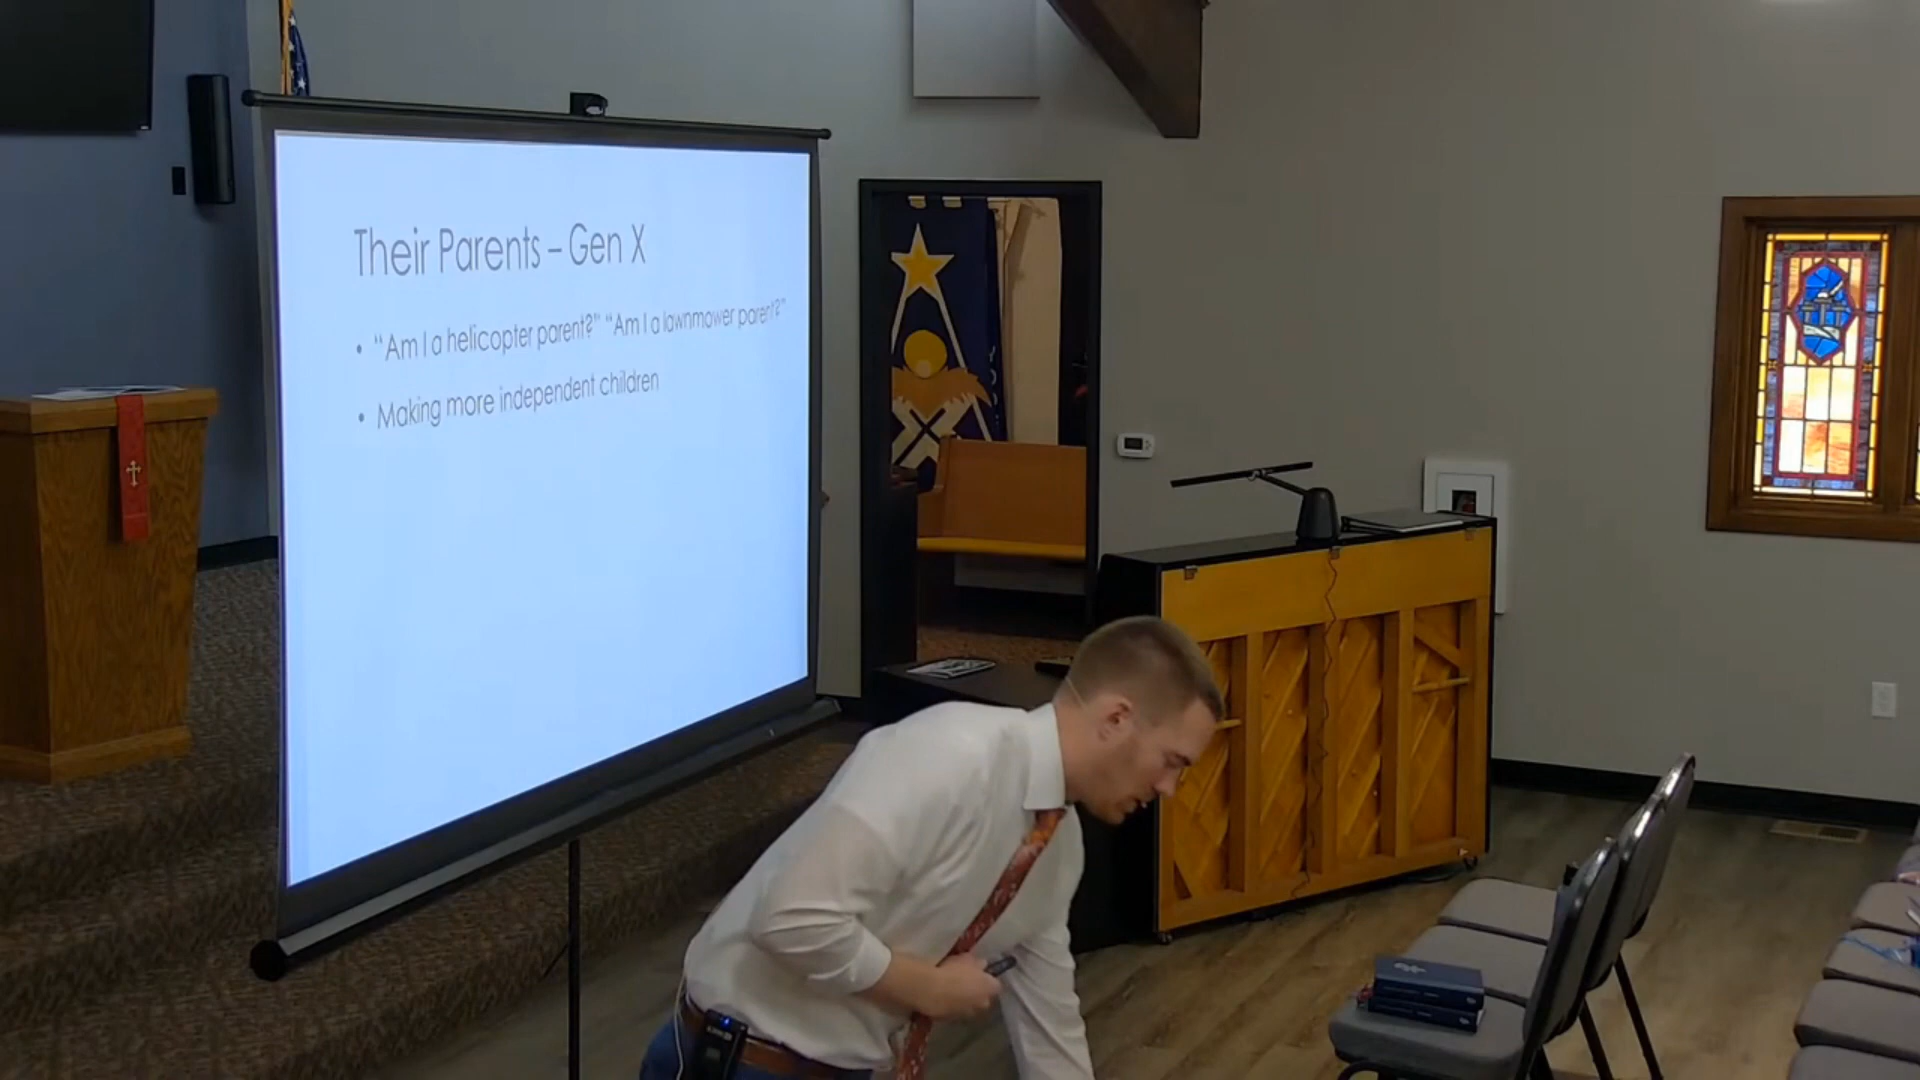 Their Parents – Gen X
• “Am I a helicopter parent?” “Am I a lawnmower parent?”
• Making more independent children